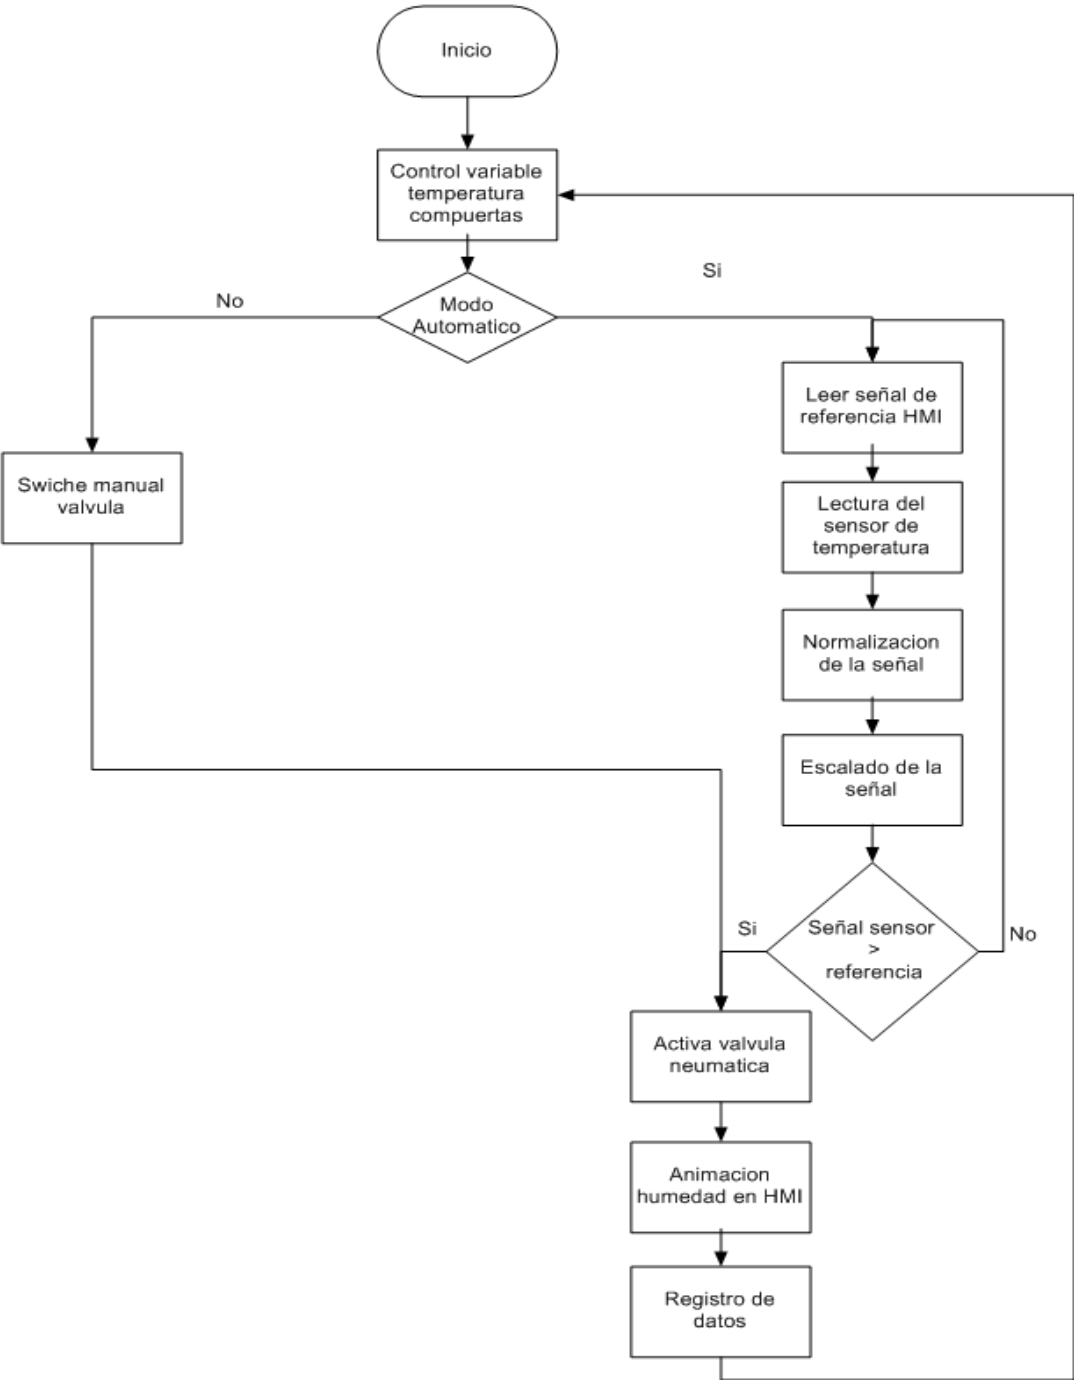 Inicio
Control variable
temperatura
compuertas
Si
No
Modo
Automatico
Leer señal de
referencia HMI
Swiche manual
valvula
Lectura del
sensor de
temperatura
Normalizacion
de la señal
Escalado de la
señal
Si
Señal sensor
>
referencia
No
Activa valvula
neumatica
Animacion
humedad en HMI
Registro de
datos